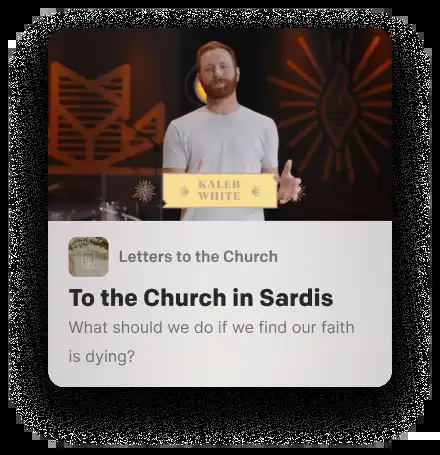 KALEB
WHITE
Letters to the Church
To the Church in Sardis
What should we do if we find our faith
is dying?